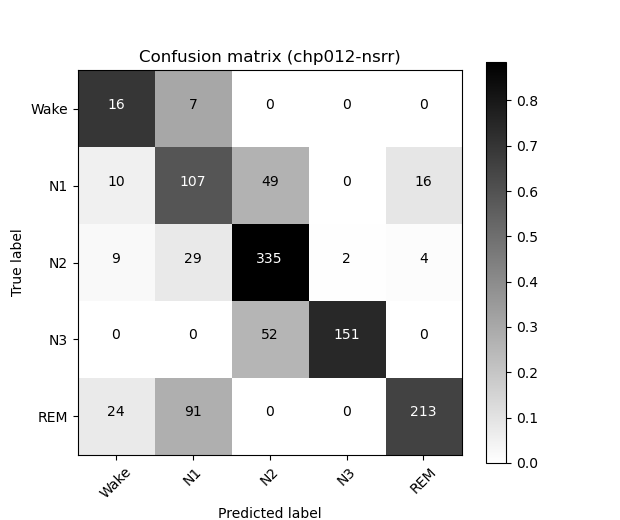 Confusion matrix (chp012-nsrr)
Wake 16 7 0 0 0
N1 10 107 49 0 16
N2 9 29 335 2 4
N3 0 0 52 151 0
REM 24 91 0 0 213
Wake N1 N2 N3 REM
Predicted label
True label
0.8
0.7
0.6
0.5
0.4
0.3
0.2
0.1
0.0